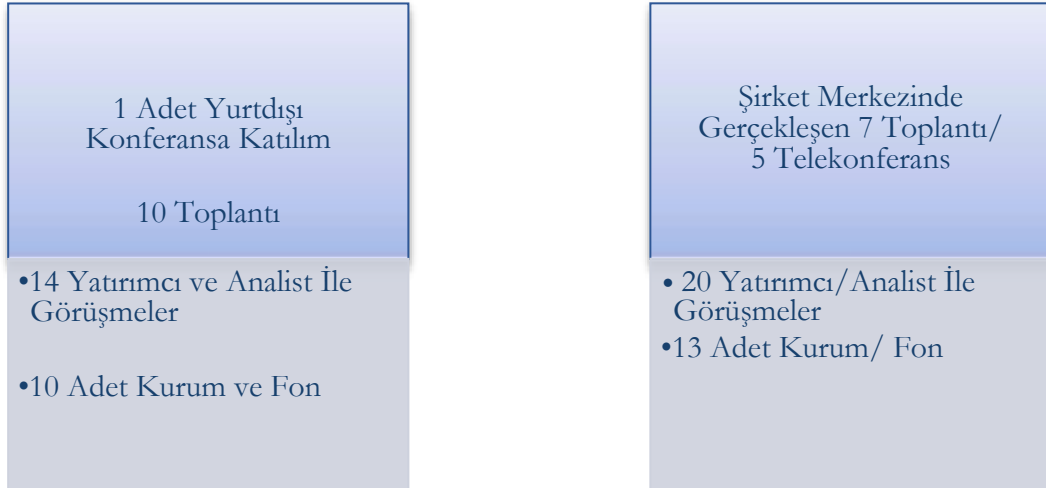 1 Adet Yurtdışı
Konferansa Katılım
10 Toplantı
•14 Yatırımcı ve Analist İle
Görüşmeler
•10 Adet Kurum ve Fon
Şirket Merkezinde
Gerçekleşen 7 Toplantı/
5 Telekonferans
• 20 Yatırımcı/Analist İle
Görüşmeler
•13 Adet Kurum/ Fon